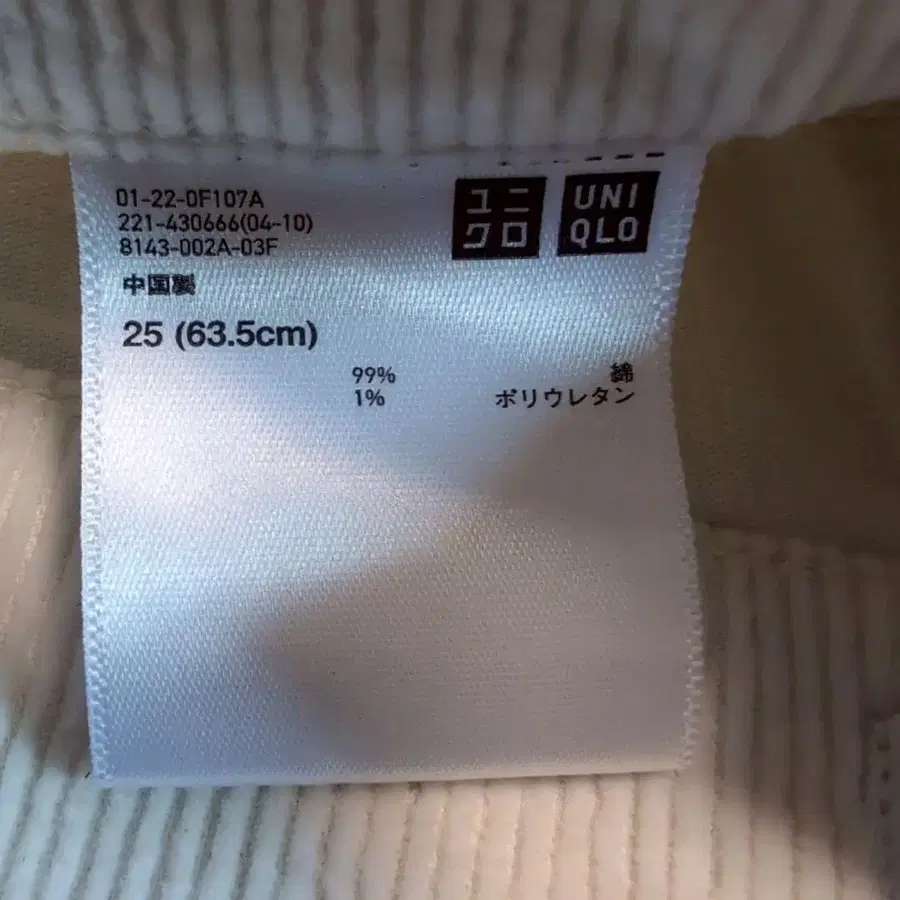 01-22-0F107A
221-430666(04-10)
8143-002A-03F
ユニ
クロ
UNI
QLO
中国製
25 (63.5cm)
99% 綿
1% ポリウレタン